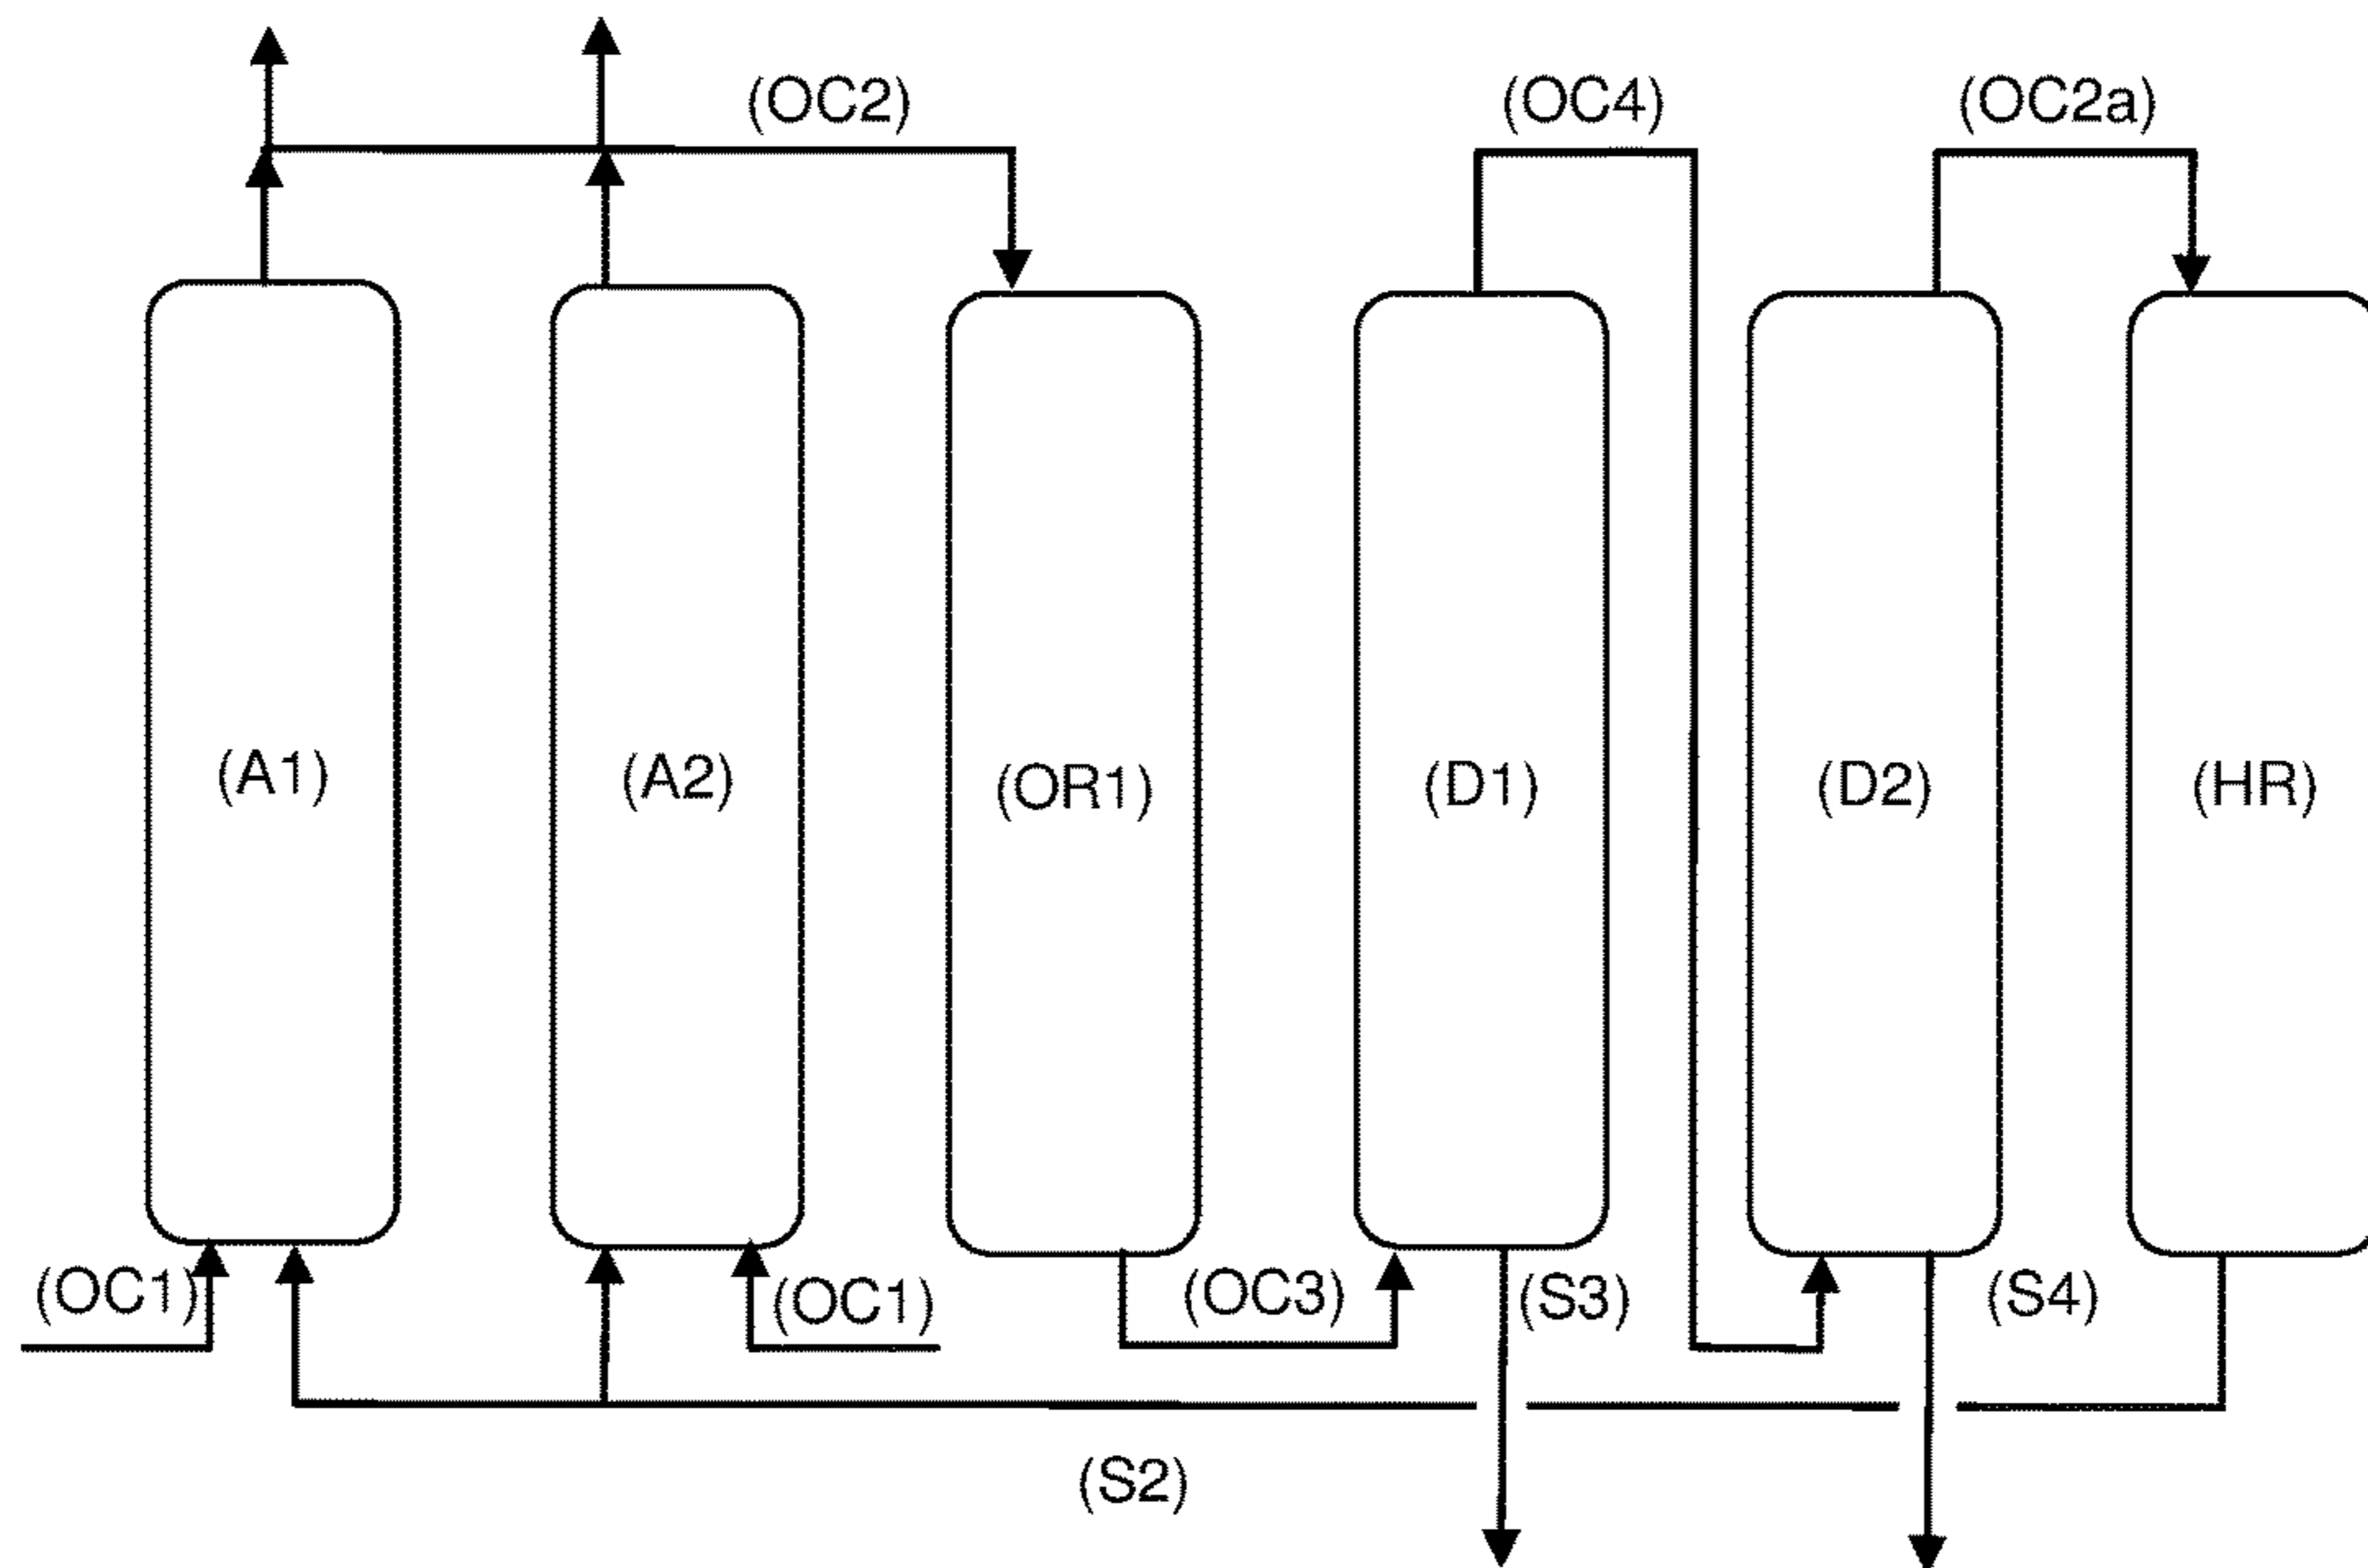 (OC2)
(OC4)
(OC2a)
(A1)
(A2)
(OR1)
(D1)
(D2)
(HR)
(OC1)
(OC1)
(OC3)
(S3)
(S4)
(S2)